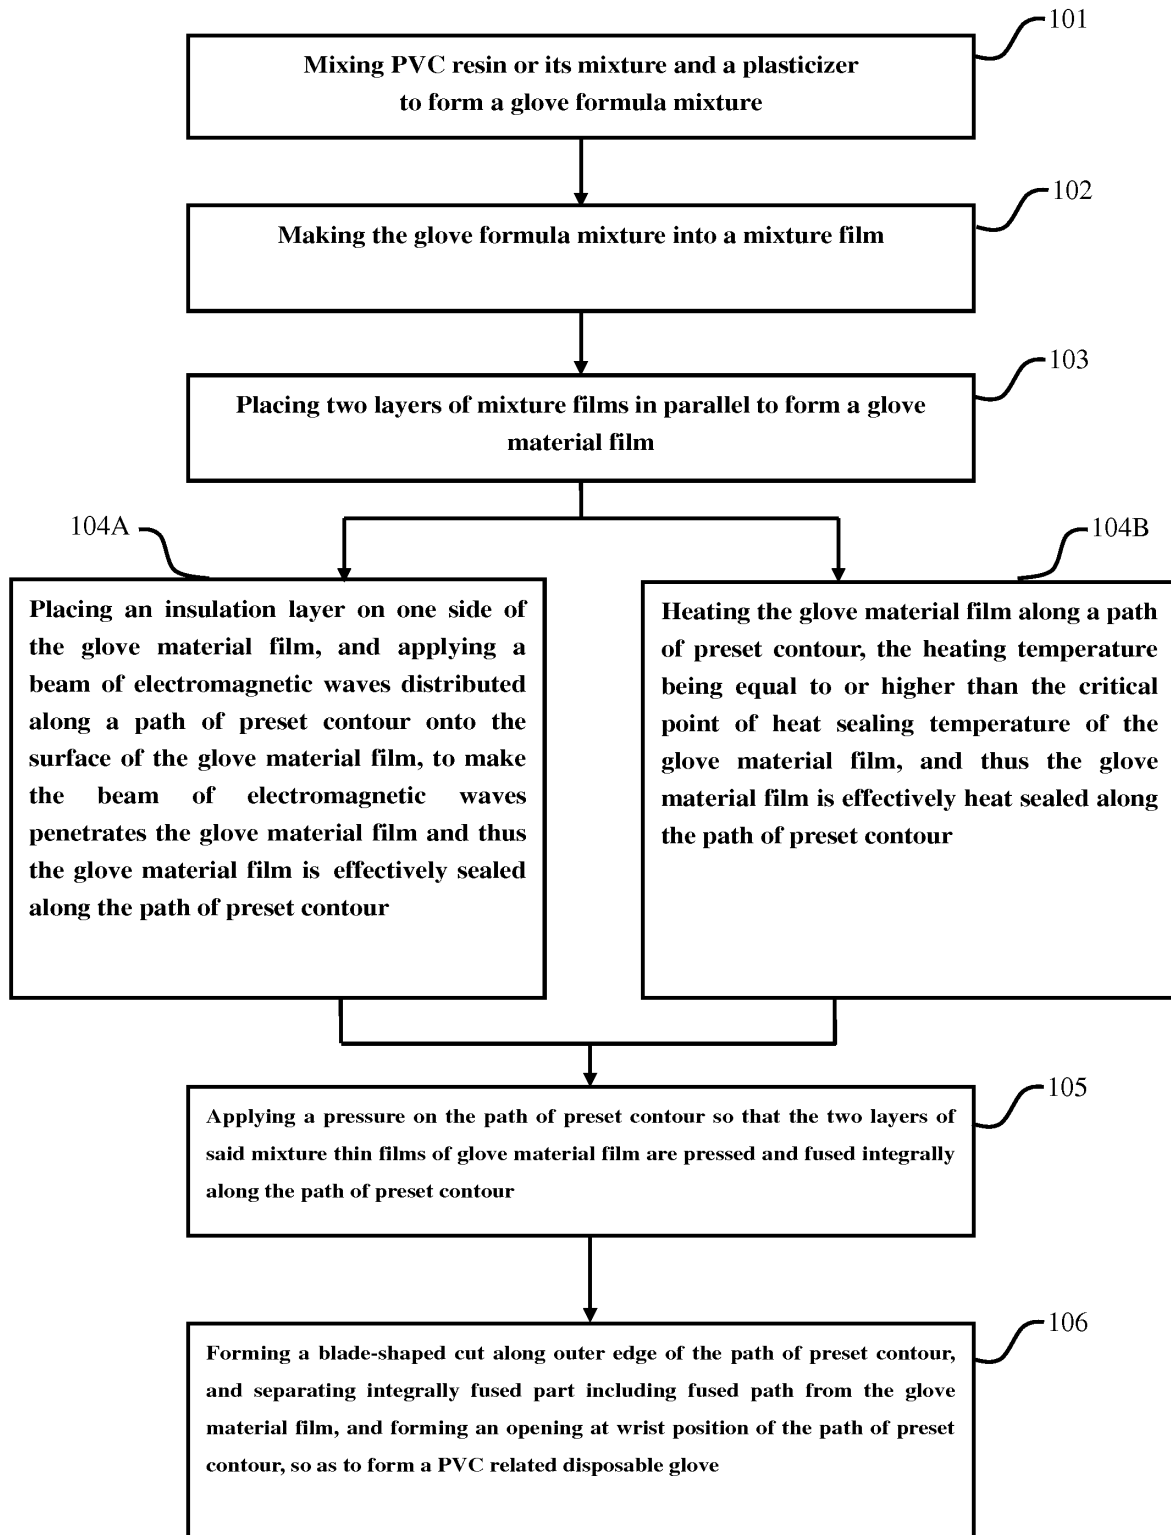 101
Mixing PVC resin or its mixture and a plasticizer
to form a glove formula mixture
102
Making the glove formula mixture into a mixture film
103
Placing two layers of mixture films in parallel to form a glove
material film
104A
Placing an insulation layer on one side of
the glove material film, and applying a
beam of electromagnetic waves distributed
along a path of preset contour onto the
surface of the glove material film, to make
the beam of electromagnetic waves
penetrates the glove material film and thus
the glove material film is effectively sealed
along the path of preset contour
104B
Heating the glove material film along a path
of preset contour, the heating temperature
being equal to or higher than the critical
point of heat sealing temperature of the
glove material film, and thus the glove
material film is effectively heat sealed along
the path of preset contour
105
Applying a pressure on the path of preset contour so that the two layers of
said mixture thin films of glove material film are pressed and fused integrally
along the path of preset contour
106
Forming a blade-shaped cut along outer edge of the path of preset contour,
and separating integrally fused part including fused path from the glove
material film, and forming an opening at wrist position of the path of preset
contour, so as to form a PVC related disposable glove